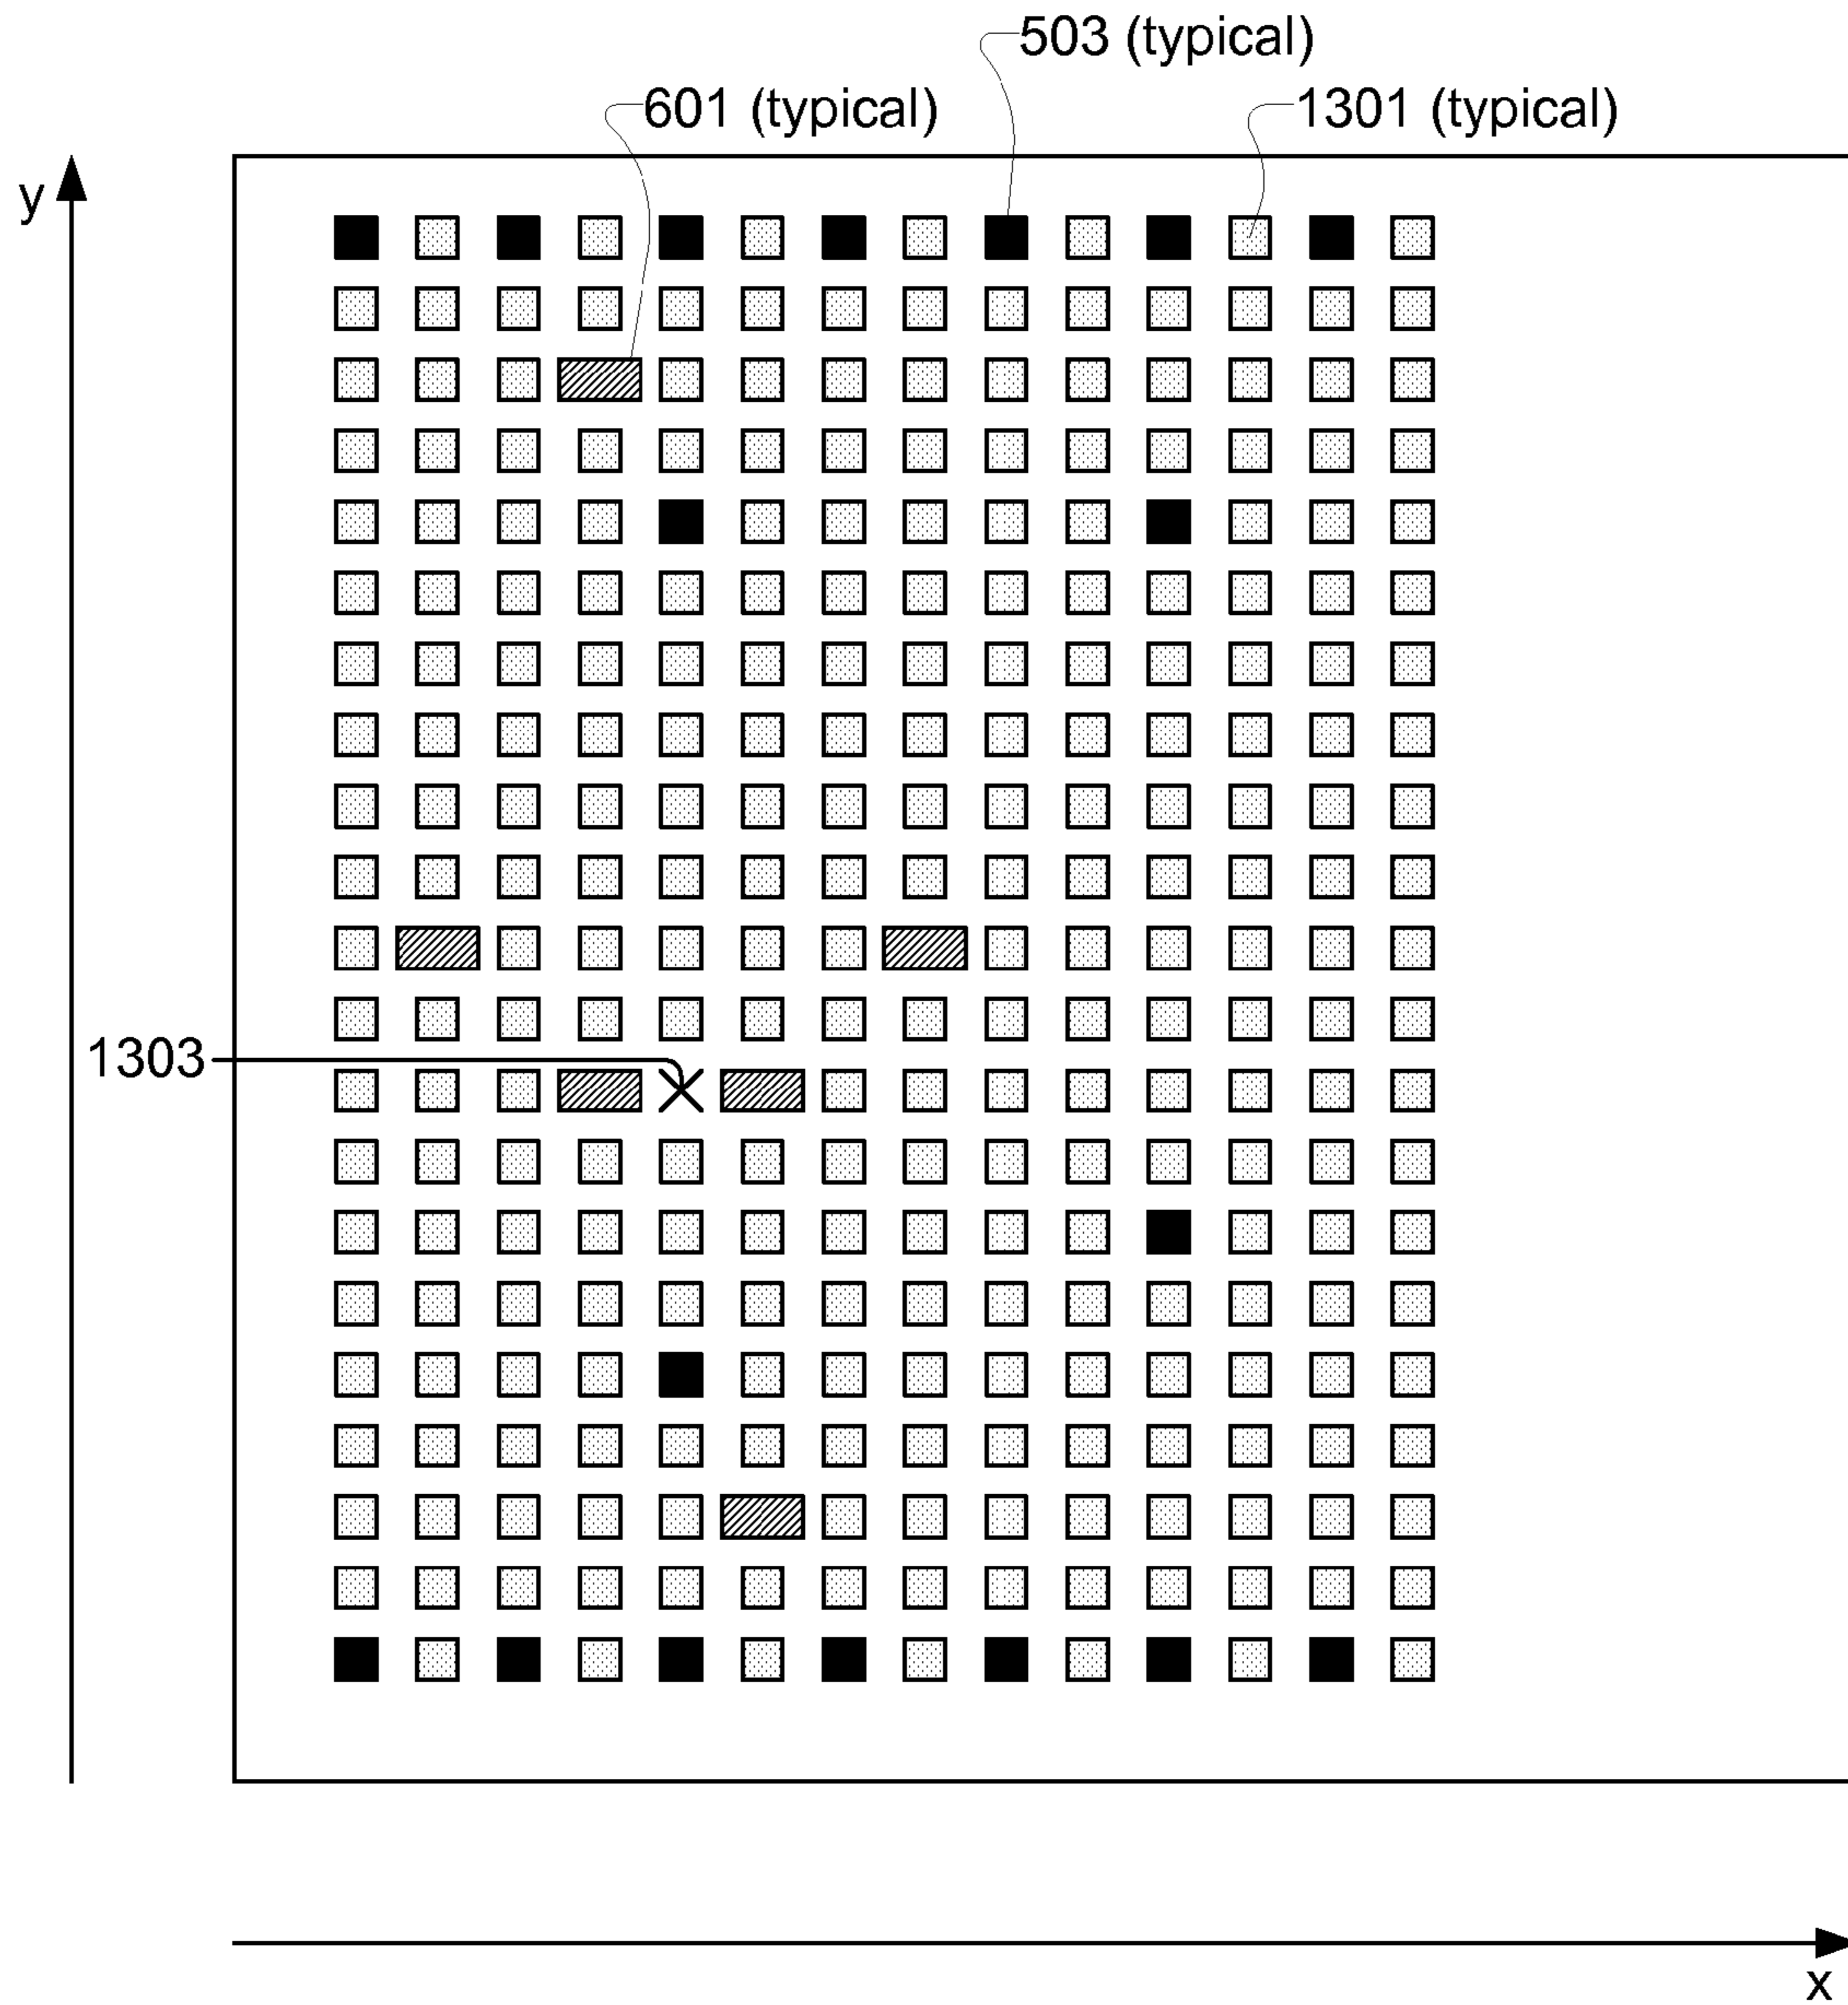 503 (typical)
601 (typical)
1301 (typical)
y
1303
x